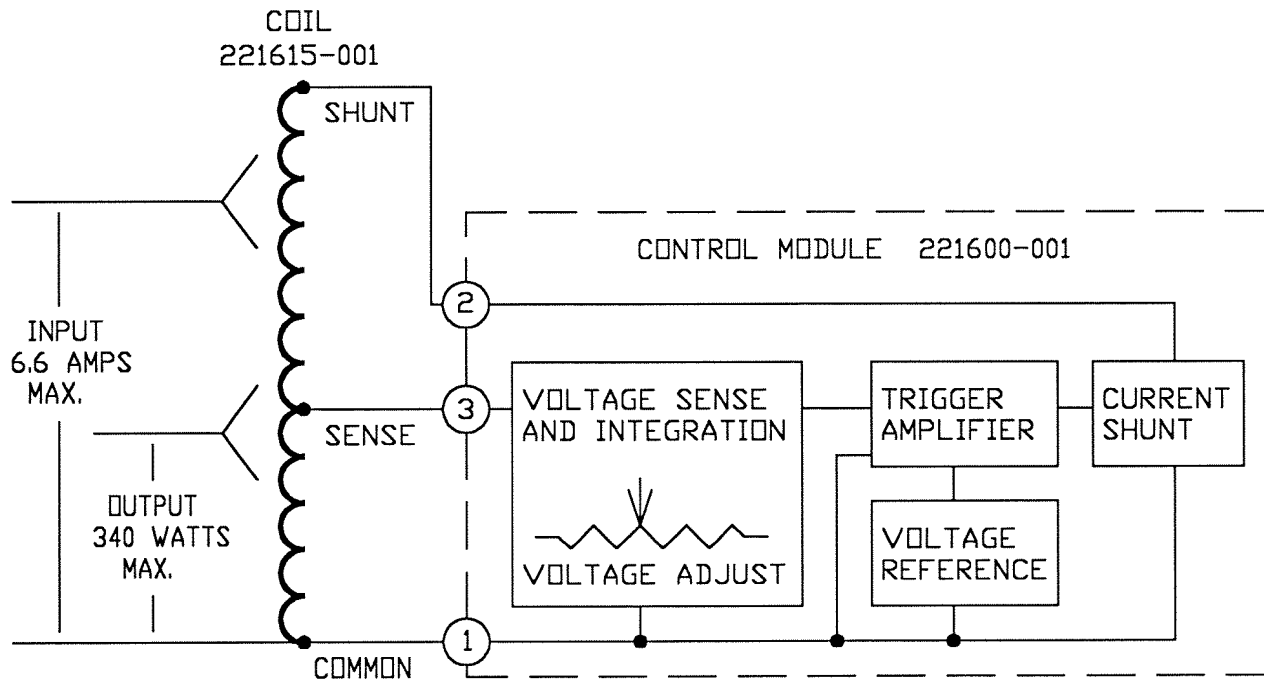 COIL
221615-001
SHUNT
CONTROL MODULE 221600-001
2
INPUT
6.6 AMPS
MAX.
3
SENSE
VOLTAGE SENSE
AND INTEGRATION
VOLTAGE ADJUST
TRIGGER
AMPLIFIER
CURRENT
SHUNT
OUTPUT
340 WATTS
MAX.
VOLTAGE
REFERENCE
1
COMMON